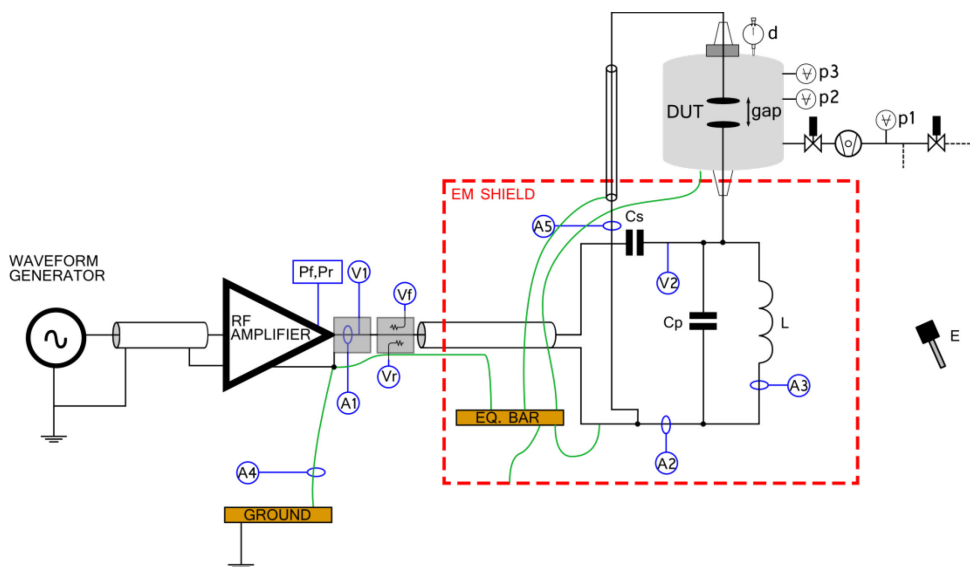 d
p3
p2
DUT
gap
p1
EM SHIELD
Cs
A5
WAVEFORM
GENERATOR
Pf,Pr
V1
V2
Vf
RF
AMPLIFIER
Cp
L
E
Vr
A3
A1
EQ. BAR
A2
A4
GROUND